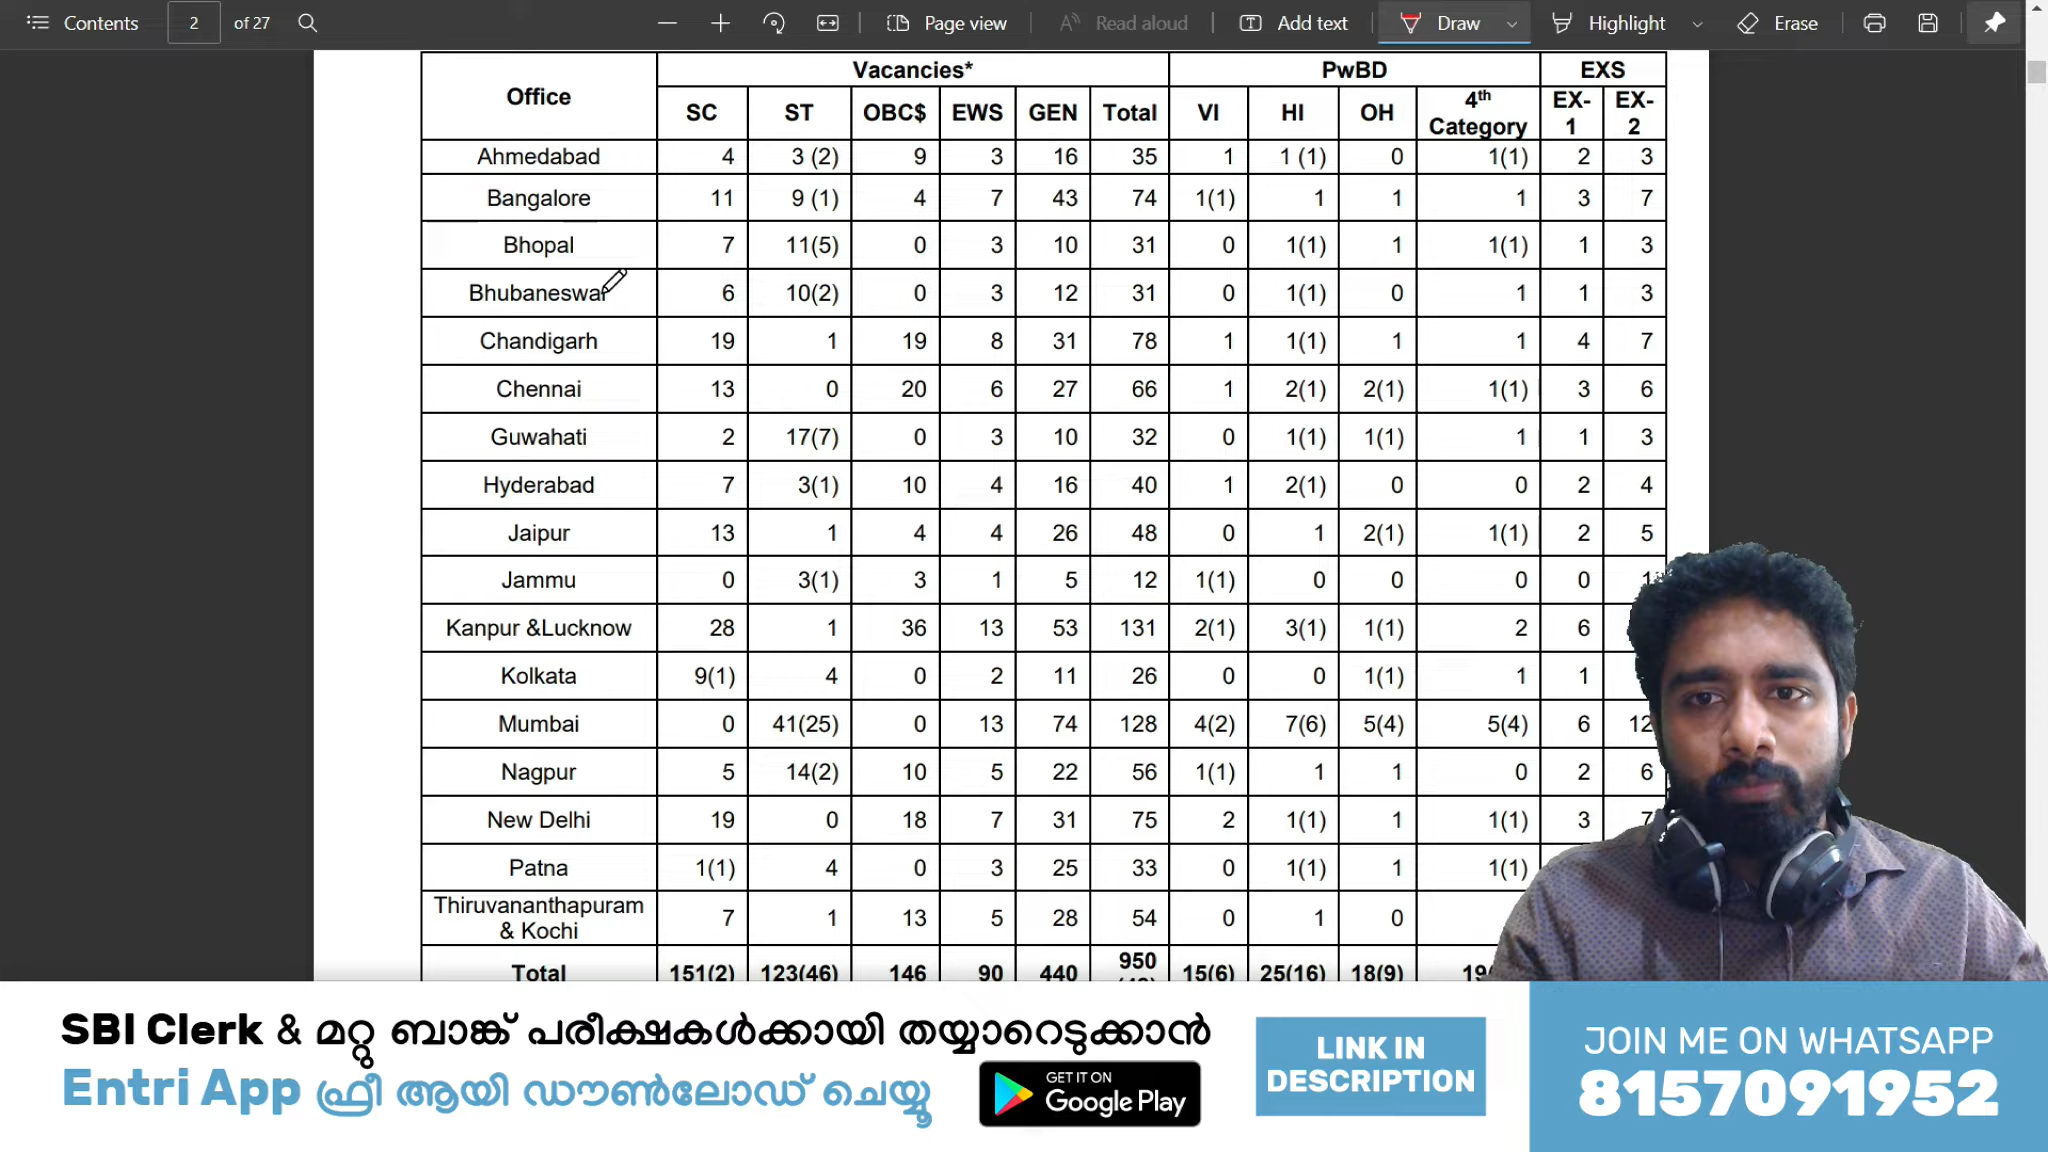 Contents 2 of 27 Page view Read aloud Add text Draw Highlight Erase
Office Vacancies* PwBD EXS
SC ST OBC$ EWS GEN Total VI HI OH 4th Category EX-1 EX-2
Ahmedabad 4 3 (2) 9 3 16 35 1 1 (1) 0 1(1) 2 3
Bangalore 11 9 (1) 4 7 43 74 1(1) 1 1 1 3 7
Bhopal 7 11(5) 0 3 10 31 0 1(1) 1 1(1) 1 3
Bhubaneswar 6 10(2) 0 3 12 31 0 1(1) 0 1 1 3
Chandigarh 19 1 19 8 31 78 1 1(1) 1 1 4 7
Chennai 13 0 20 6 27 66 1 2(1) 2(1) 1(1) 3 6
Guwahati 2 17(7) 0 3 10 32 0 1(1) 1(1) 1 1 3
Hyderabad 7 3(1) 10 4 16 40 1 2(1) 0 0 2 4
Jaipur 13 1 4 4 26 48 0 1 2(1) 1(1) 2 5
Jammu 0 3(1) 3 1 5 12 1(1) 0 0 0 0 1
Kanpur &Lucknow 28 1 36 13 53 131 2(1) 3(1) 1(1) 2 6
Kolkata 9(1) 4 0 2 11 26 0 0 1(1) 1 1
Mumbai 0 41(25) 0 13 74 128 4(2) 7(6) 5(4) 5(4) 6 12
Nagpur 5 14(2) 10 5 22 56 1(1) 1 1 0 2 6
New Delhi 19 0 18 7 31 75 2 1(1) 1 1(1) 3 7
Patna 1(1) 4 0 3 25 33 0 1(1) 1 1(1)
Thiruvananthapuram
& Kochi 7 1 13 5 28 54 0 1 0
Total 151(2) 123(46) 146 90 440 950 15(6) 25(16) 18(9)
SBI Clerk & മറ്റു ബാങ്ക് പരീക്ഷകൾക്കായി തയ്യാറെടുക്കാൻ
Entri App ഫ്രീ ആയി ഡൗൺലോഡ് ചെയ്യൂ
GET IT ON
Google Play
LINK IN
DESCRIPTION
JOIN ME ON WHATSAPP
8157091952